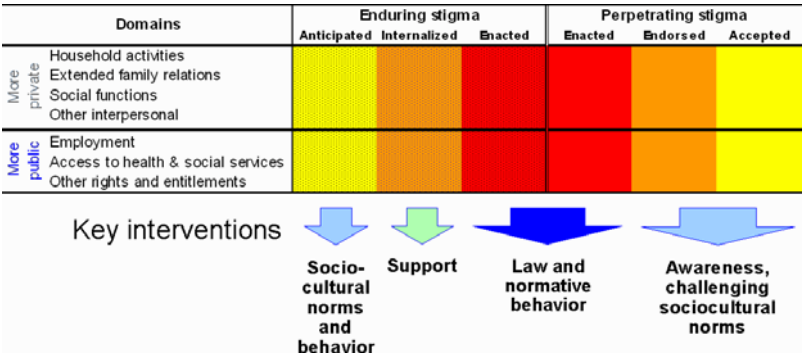 Domains
Enduring stigma
Perpetrating stigma
Anticipated Internalized Enacted
Enacted Endorsed Accepted
More
private
Household activities
Extended family relations
Social functions
Other interpersonal
More
public
Employment
Access to health & social services
Other rights and entitlements
Key interventions
Socio-
cultural
norms
and
behavior
Support
Law and
normative
behavior
Awareness,
challenging
sociocultural
norms